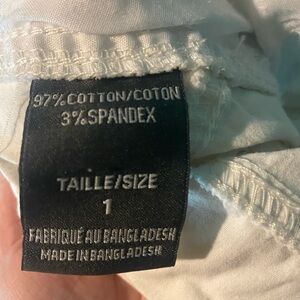 97% COTTON/COTON
3% SPANDEX
TAILLE/SIZE
1
FABRIQUÉ AU BANGLADESH
MADE IN BANGLADESH